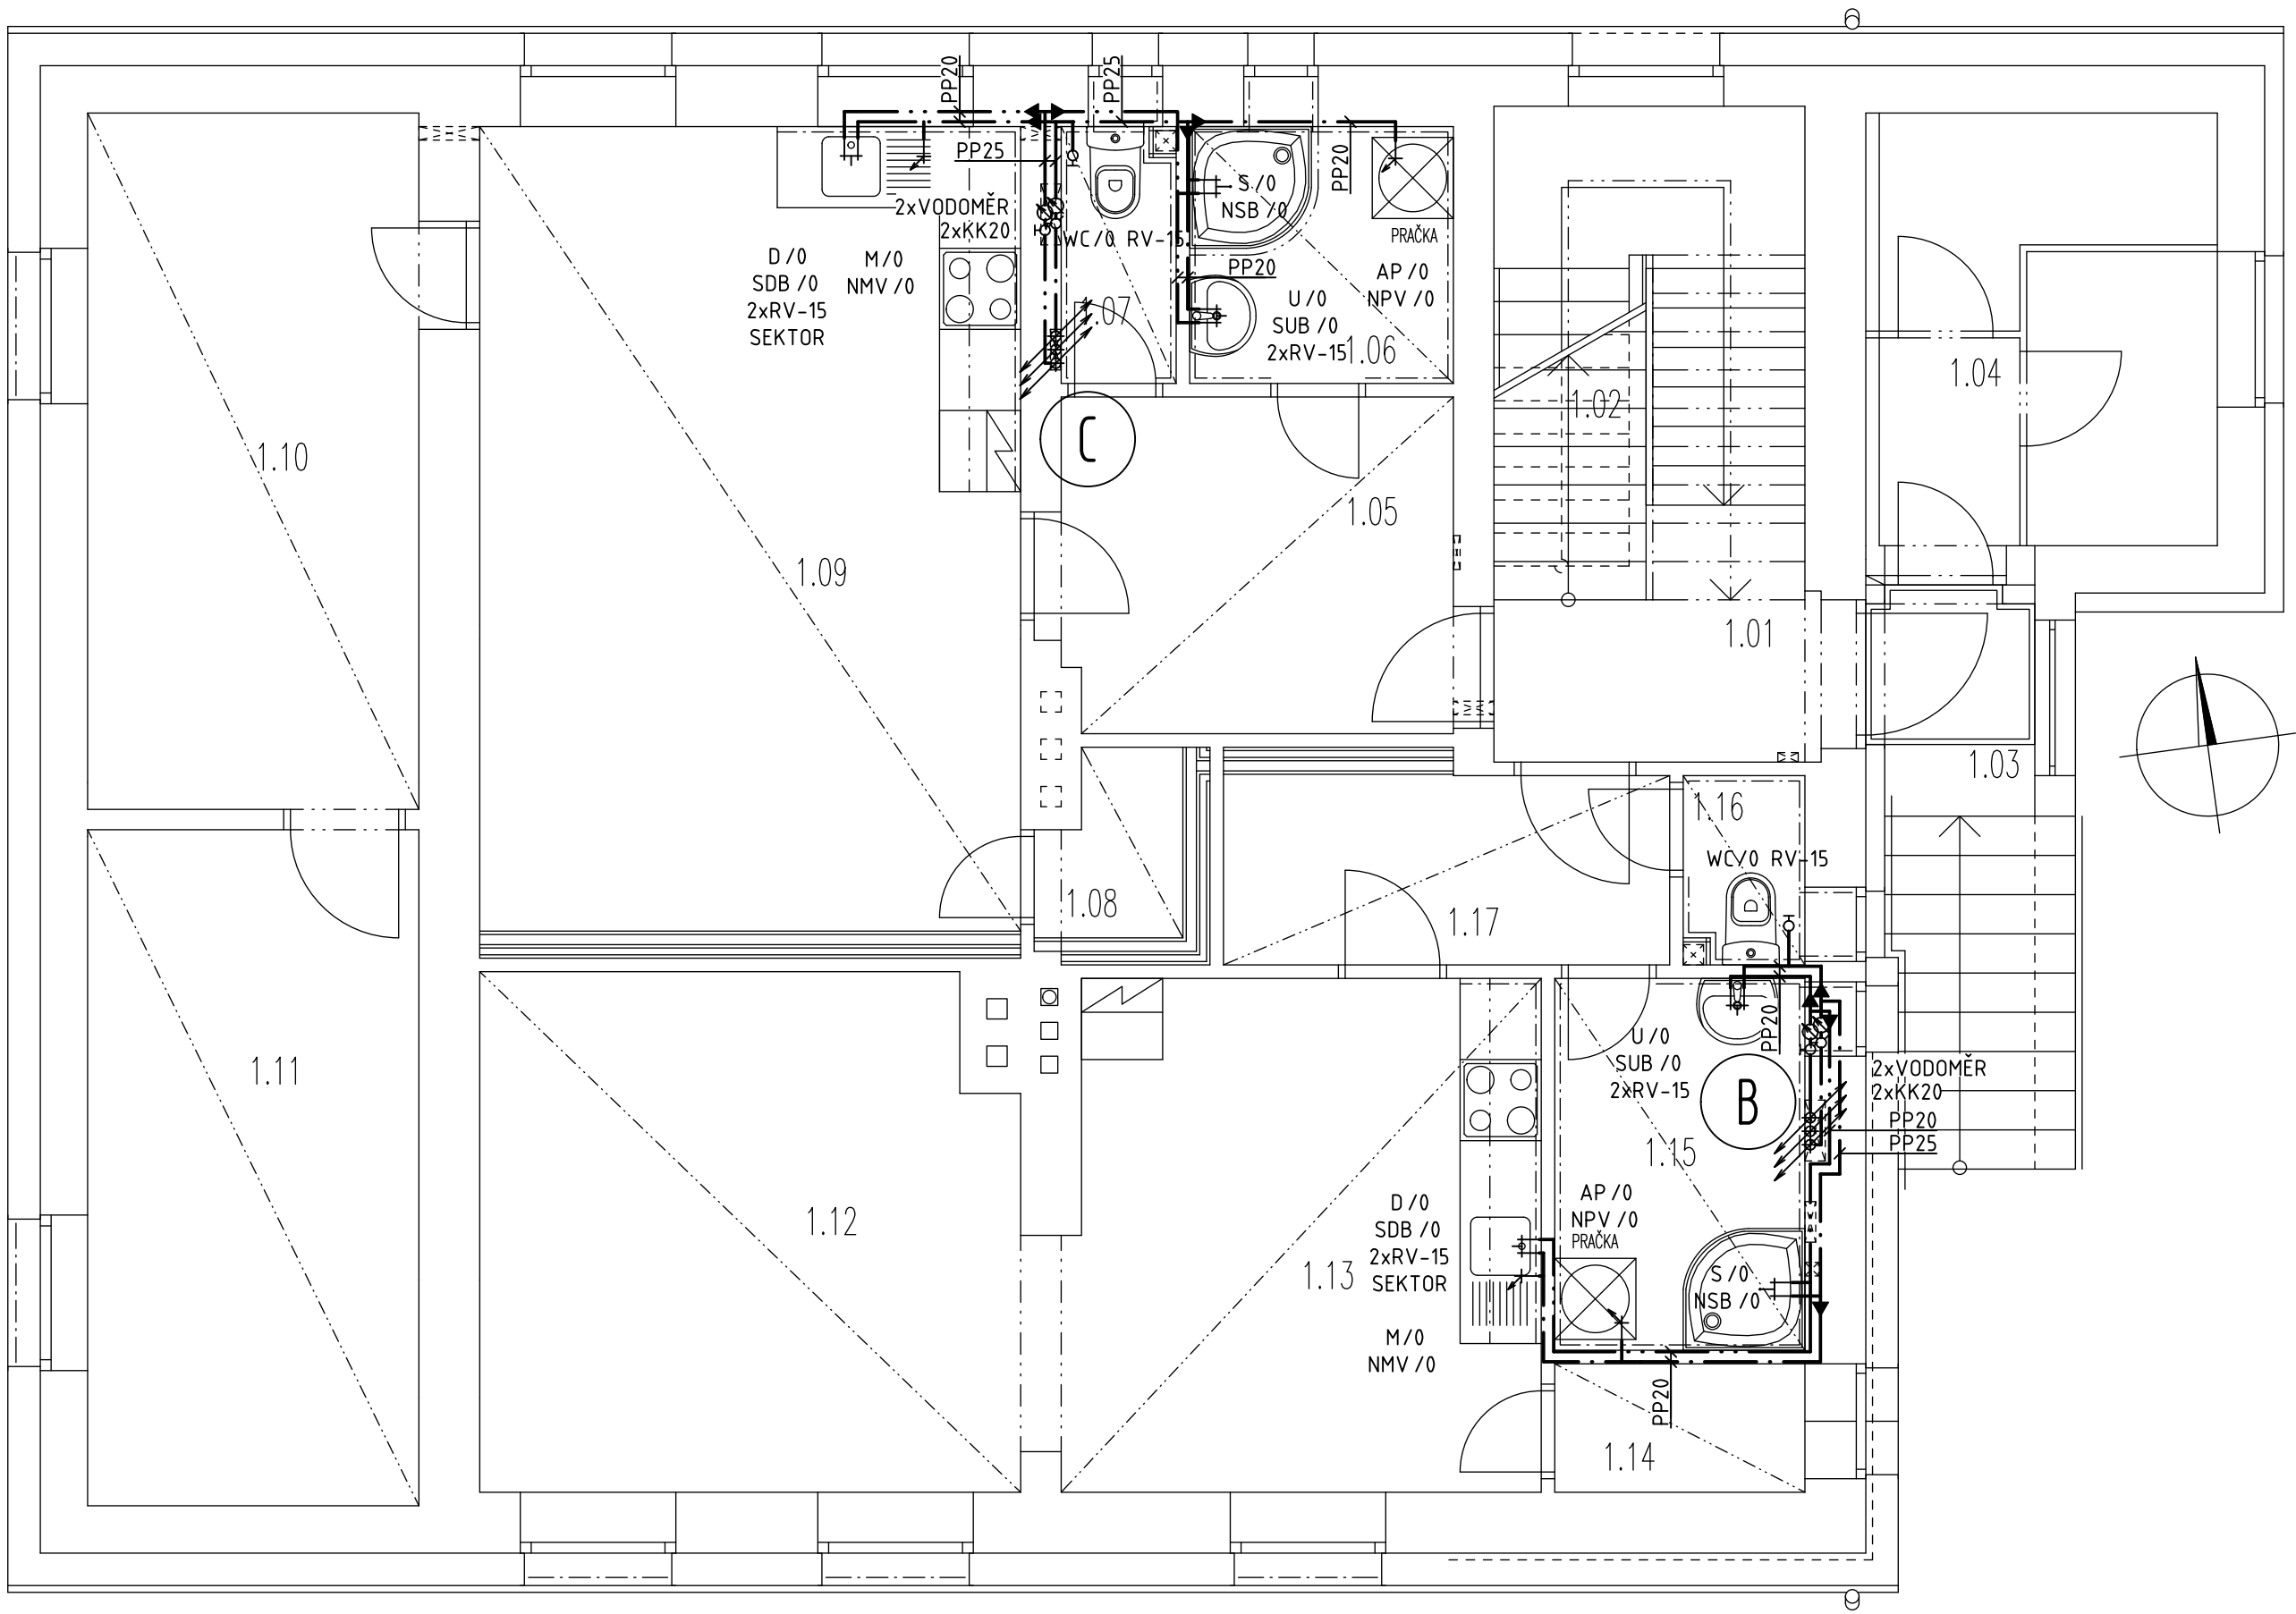 PP20
PP25
PP25
PP20
2xVODOMĚR
2xKK20
S /0
NSB /0
PRAČKA
WC/0 RV-15
D /0
SDB /0
2xRV-15
SEKTOR
M /0
NMV /0
PP20
AP /0
NPV /0
U /0
SUB /0
2xRV-15
1.07
1.06
1.04
1.02
C
1.10
1.05
1.09
1.01
1.03
1.16
WC/0 RV-15
1.08
1.17
PP20
U /0
SUB /0
2xRV-15
B
2xVODOMĚR
2xKK20
PP20
PP25
1.11
1.15
1.12
D /0
SDB /0
2xRV-15
SEKTOR
AP /0
NPV /0
PRAČKA
1.13
S /0
NSB /0
M /0
NMV /0
PP20
1.14